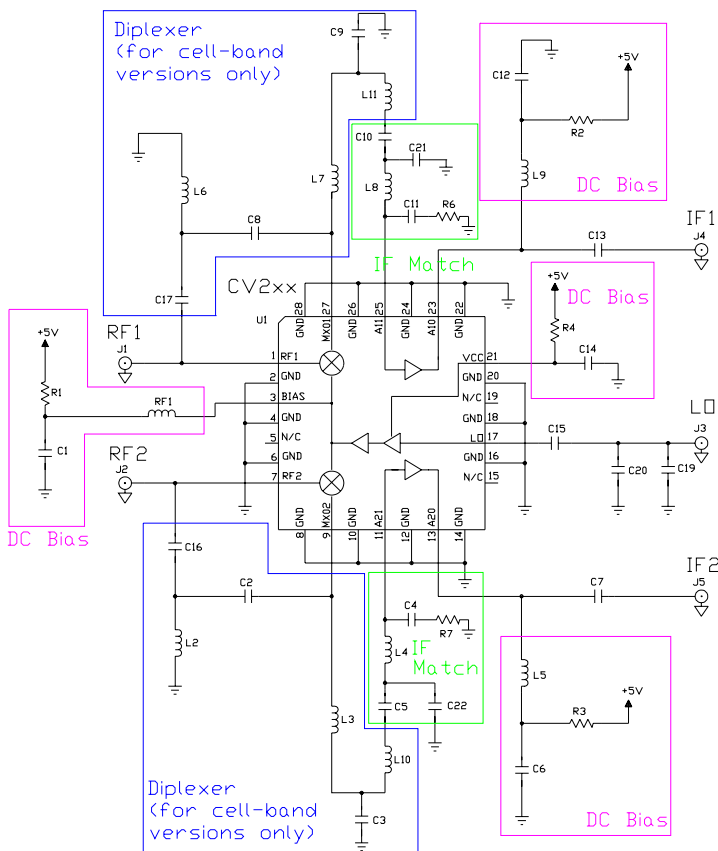 Diplexer
(for cell-band
versions only)
C9
L11
C10
C21
L8
C11
R6
IF Match
L7
L6
C8
C17
C12
+5V
R2
L9
DC Bias
IF1
J4
C13
CV2xx
U1
GND 28
MXO1 27
GND 26
AI1 25
GND 24
AIO 23
GND 22
+5V
DC Bias
R4
C14
RF1
J1
+5V
R1
RF1
C1
DC Bias
RF2
J2
1 RF1
2 GND
3 BIAS
4 GND
5 N/C
6 GND
7 RF2
VCC 21
GND 20
N/C 19
GND 18
LO 17
GND 16
N/C 15
LO
J3
C15
C20
C19
8 GND
9 MXO2
10 GND
11 A21
12 GND
13 A20
14 GND
C16
C2
L2
C4
R7
L4
IF
Match
C5
C22
L3
L10
C3
Diplexer
(for cell-band
versions only)
IF2
J5
C7
L5
+5V
R3
C6
DC Bias